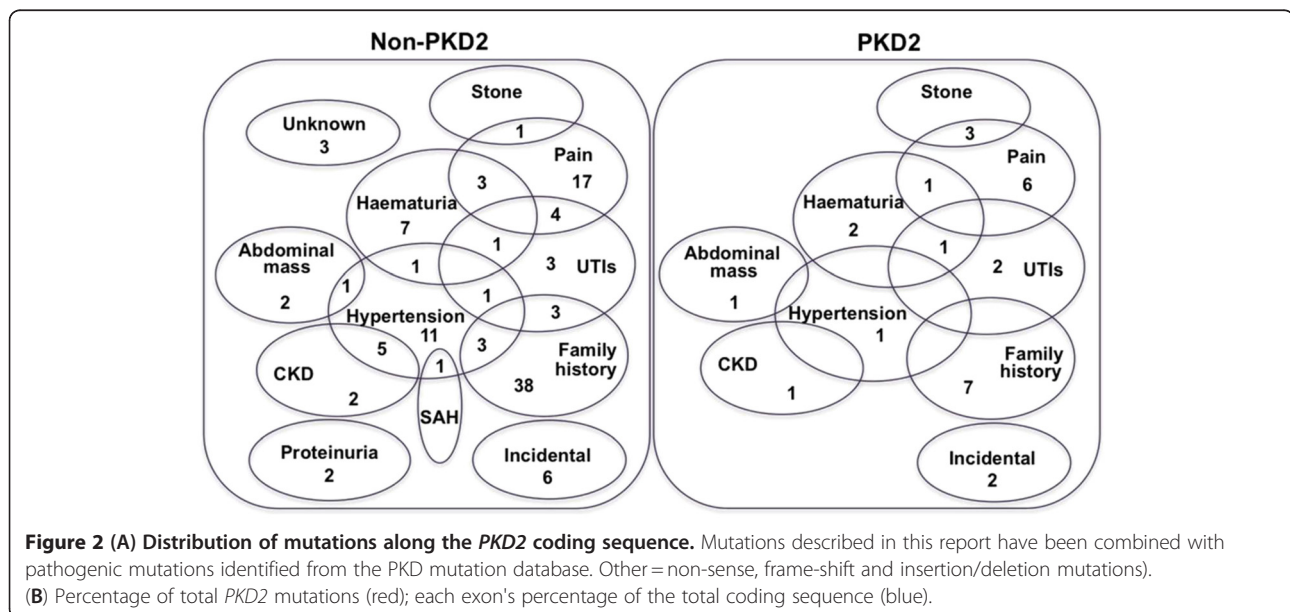 Non-PKD2
PKD2
Stone
1
Unknown
3
Pain
17
3
Haematuria
7
4
1
3 UTIs
1
Abdominal
mass
2
1
1
Hypertension
11
3
3
Family
history
38
5
CKD
2
1
SAH
Proteinuria
2
Incidental
6
Stone
3
Pain
6
1
Haematuria
2
1
2 UTIs
Abdominal
mass
1
Hypertension
1
Family
history
7
CKD
1
Incidental
2
Figure 2 (A) Distribution of mutations along the PKD2 coding sequence. Mutations described in this report have been combined with
pathogenic mutations identified from the PKD mutation database. Other = non-sense, frame-shift and insertion/deletion mutations).
(B) Percentage of total PKD2 mutations (red); each exon's percentage of the total coding sequence (blue).